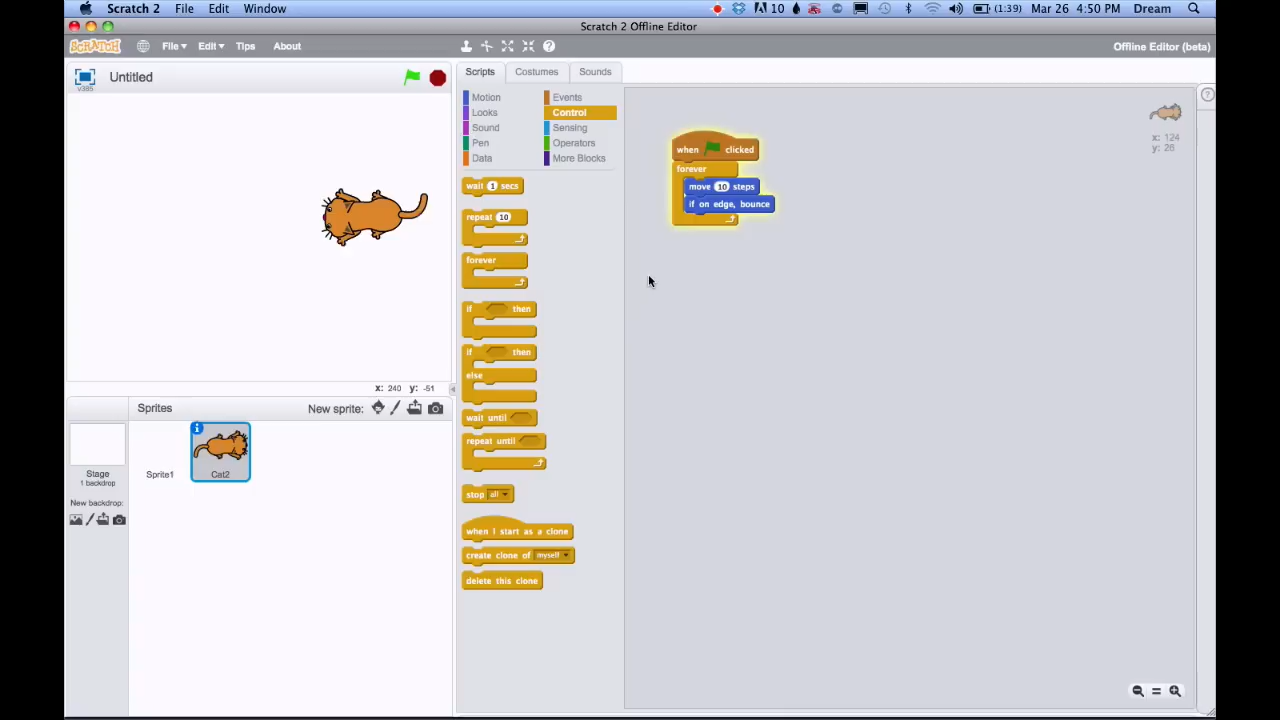 Scratch 2 File Edit Window 10 (1:39) Mar 26 4:50 PM Dream
Scratch 2 Offline Editor
SCRATCH File Edit Tips About Offline Editor (beta)
Untitled
v385
Scripts Costumes Sounds
Motion Events
Looks Control
Sound Sensing
Pen Operators
Data More Blocks
wait 1 secs
repeat 10
forever
if then
if then
else
wait until
repeat until
stop all
when I start as a clone
create clone of myself
delete this clone
when clicked
forever
move 10 steps
if on edge, bounce
x: 124
y: 26
x: 240 y: -51
Sprites New sprite:
Stage
1 backdrop
New backdrop:
Sprite1
Cat2